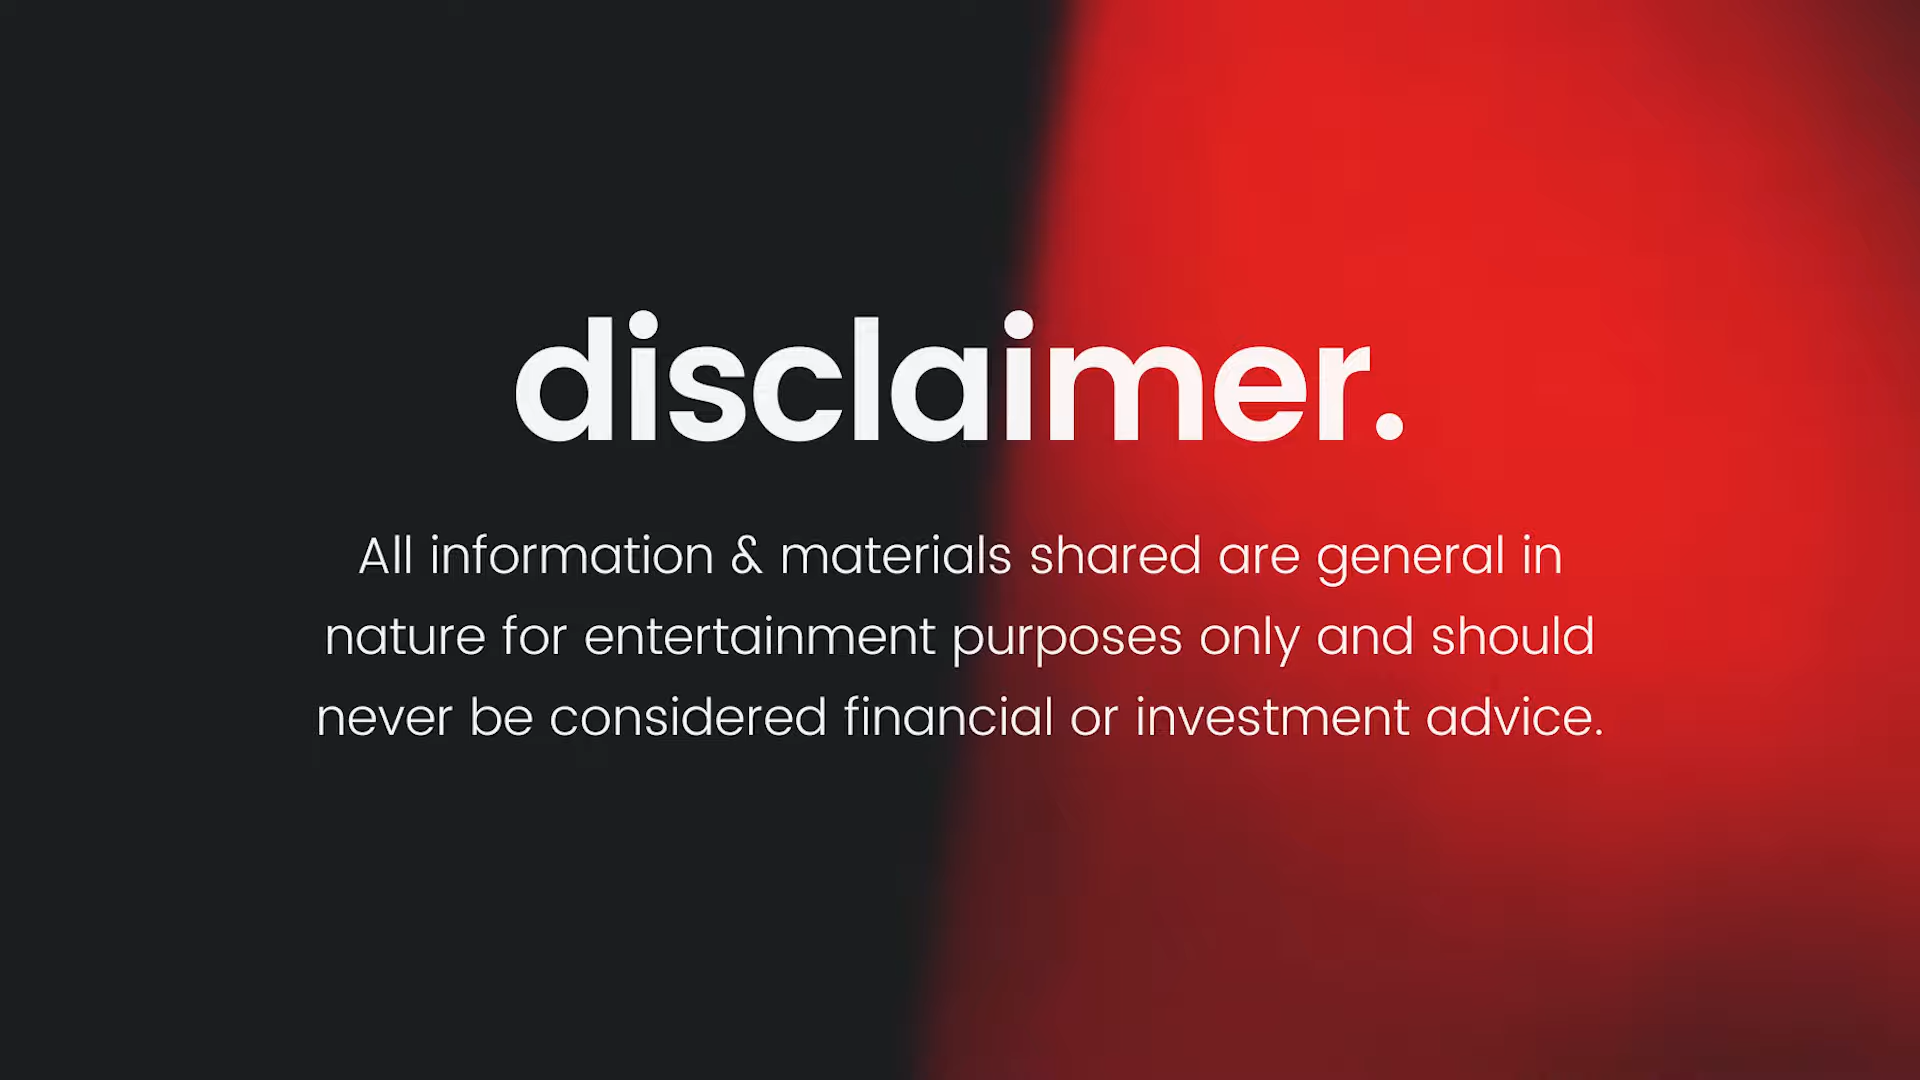 disclaimer.
All information & materials shared are general in
nature for entertainment purposes only and should
never be considered financial or investment advice.